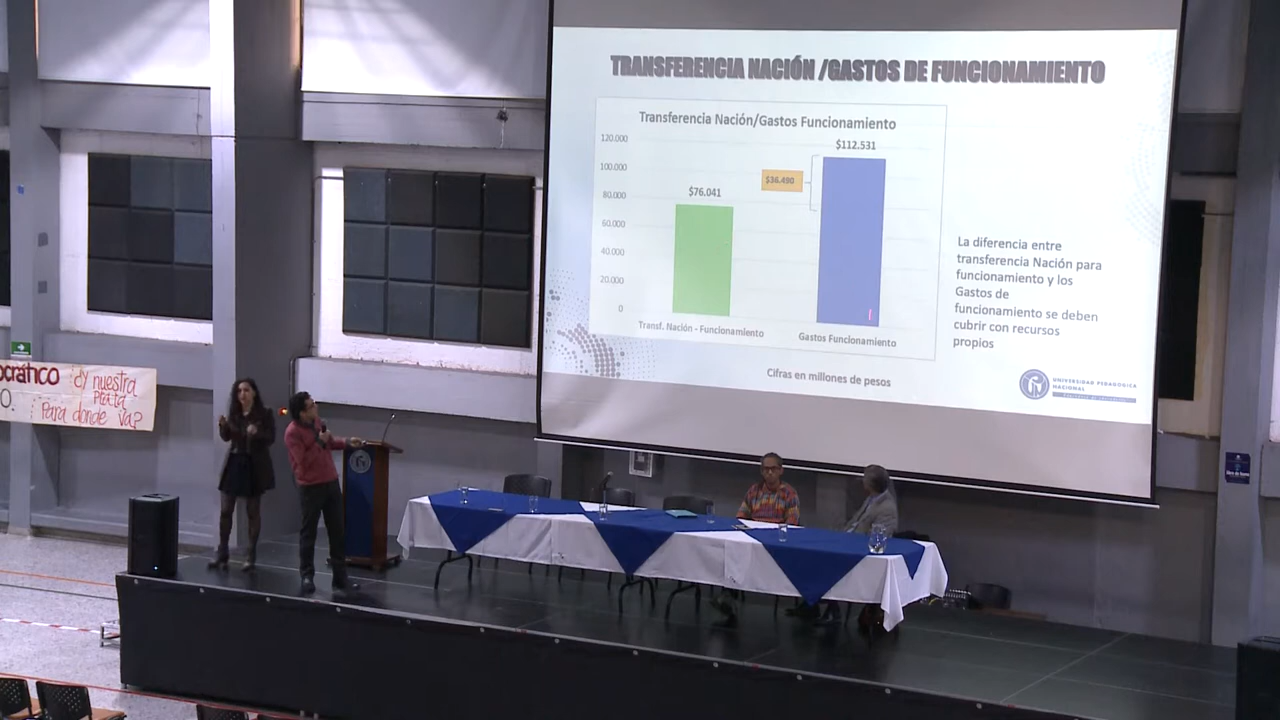 TRANSFERENCIA NACIÓN /GASTOS DE FUNCIONAMIENTO
Transferencia Nación/Gastos Funcionamiento
120.000
100.000
80.000
60.000
40.000
20.000
0
$76.041
$36.490
$112.531
Transf. Nación - Funcionamiento
Gastos Funcionamiento
La diferencia entre
transferencia Nación para
funcionamiento y los
Gastos de
funcionamiento se deben
cubrir con recursos
propios
Cifras en millones de pesos
UNIVERSIDAD PEDAGÓGICA
NACIONAL
ocrático
O.
¿y nuestra
Plata
Para donde va?